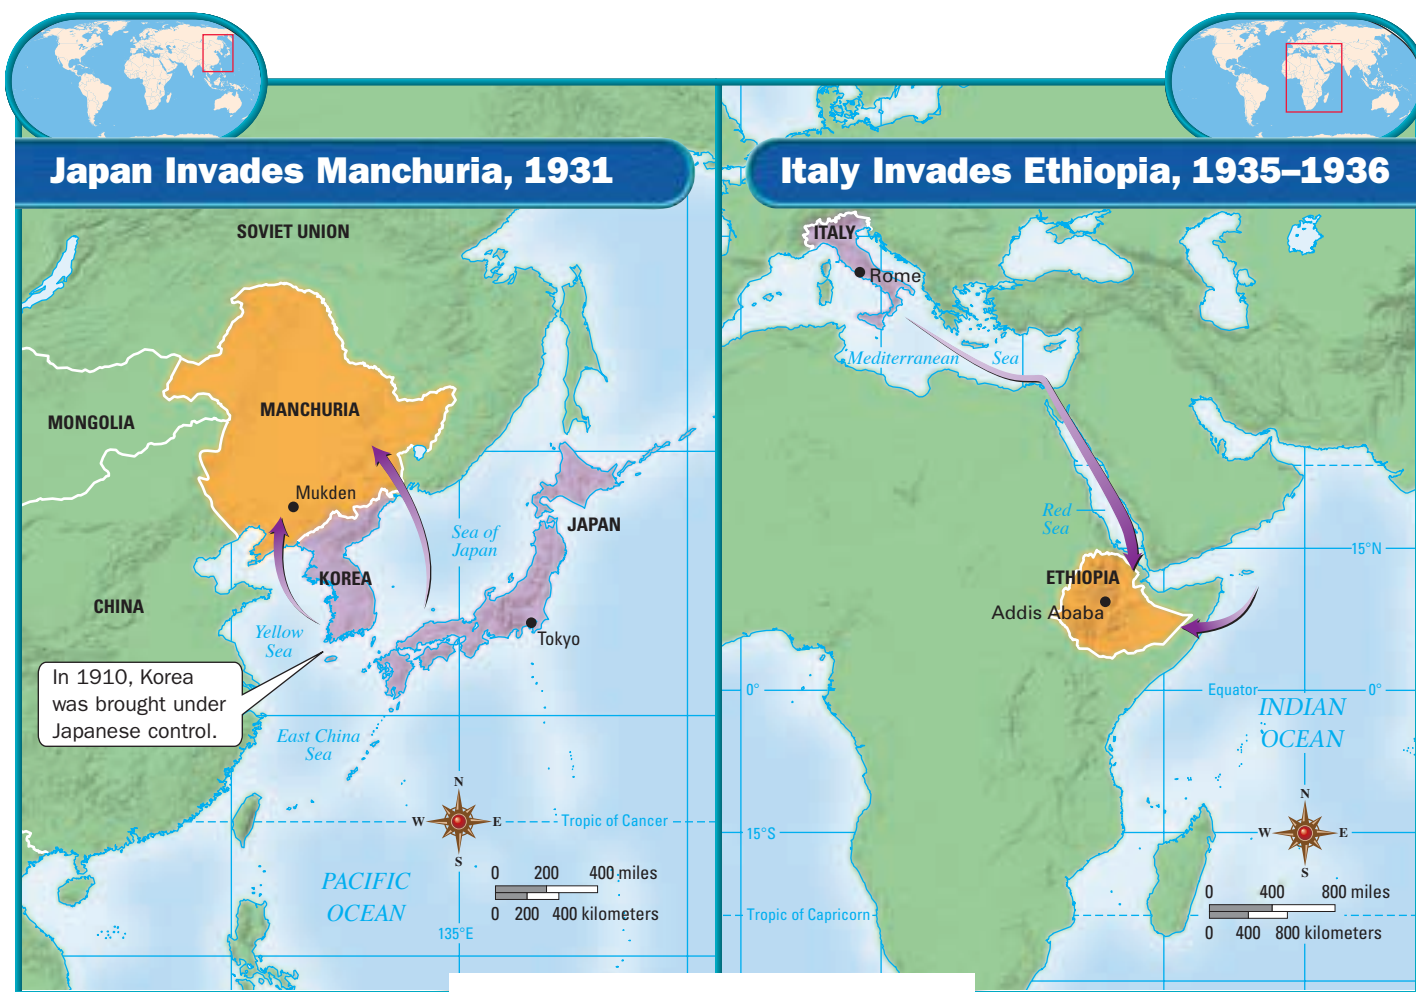 Japan Invades Manchuria, 1931
SOVIET UNION
MONGOLIA
MANCHURIA
Mukden
Sea of
Japan
JAPAN
KOREA
CHINA
Yellow
Sea
Tokyo
In 1910, Korea
was brought under
Japanese control.
East China
Sea
N
W E
S
Tropic of Cancer
PACIFIC
OCEAN
0 200 400 miles
0 200 400 kilometers
135°E
Italy Invades Ethiopia, 1935–1936
ITALY
Rome
Mediterranean Sea
Red
Sea
15°N
ETHIOPIA
Addis Ababa
0° Equator 0°
INDIAN
OCEAN
N
W E
S
15°S
0 400 800 miles
Tropic of Capricorn
0 400 800 kilometers